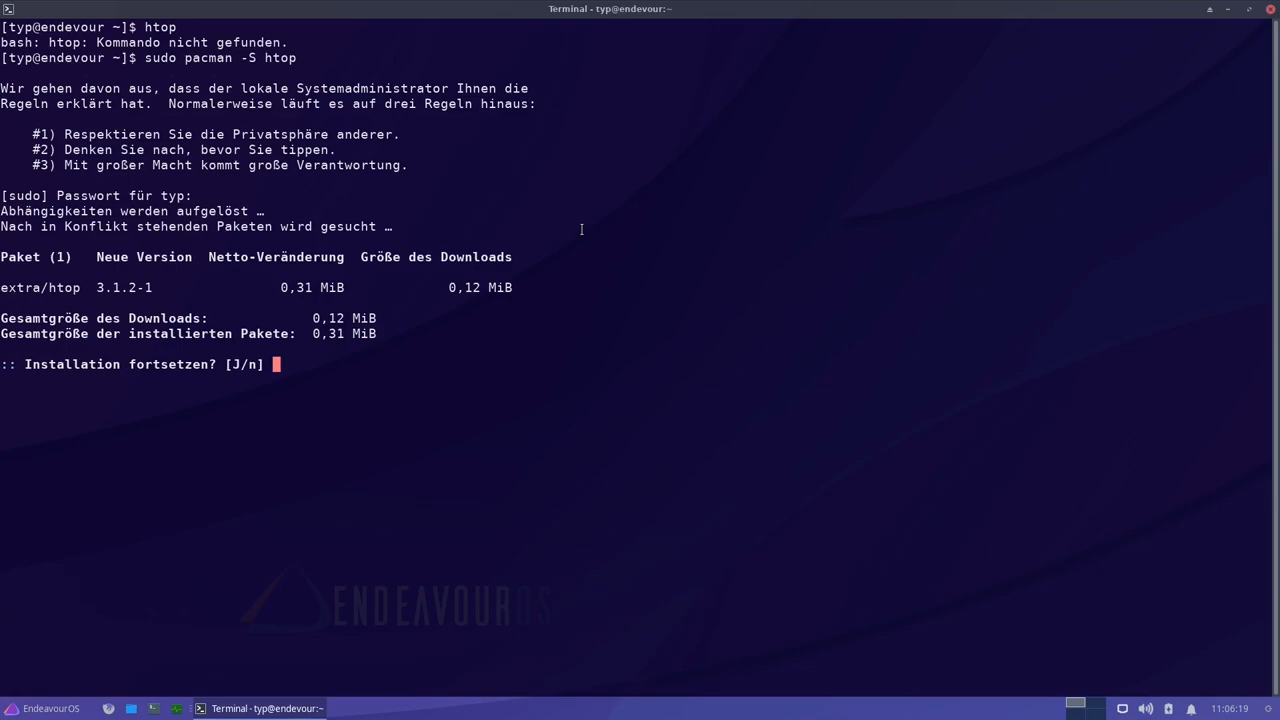 Terminal - typ@endevour:~
[typ@endevour ~]$ htop
bash: htop: Kommando nicht gefunden.
[typ@endevour ~]$ sudo pacman -S htop
Wir gehen davon aus, dass der lokale Systemadministrator Ihnen die
Regeln erklärt hat.  Normalerweise läuft es auf drei Regeln hinaus:
#1) Respektieren Sie die Privatsphäre anderer.
#2) Denken Sie nach, bevor Sie tippen.
#3) Mit großer Macht kommt große Verantwortung.
[sudo] Passwort für typ:
Abhängigkeiten werden aufgelöst …
Nach in Konflikt stehenden Paketen wird gesucht …
Paket (1)   Neue Version  Netto-Veränderung  Größe des Downloads
extra/htop  3.1.2-1                0,31 MiB             0,12 MiB
Gesamtgröße des Downloads:             0,12 MiB
Gesamtgröße der installierten Pakete:  0,31 MiB
:: Installation fortsetzen? [J/n]
ENDEAVOUROS
EndeavourOS
Terminal - typ@endevour:~
11:06:19